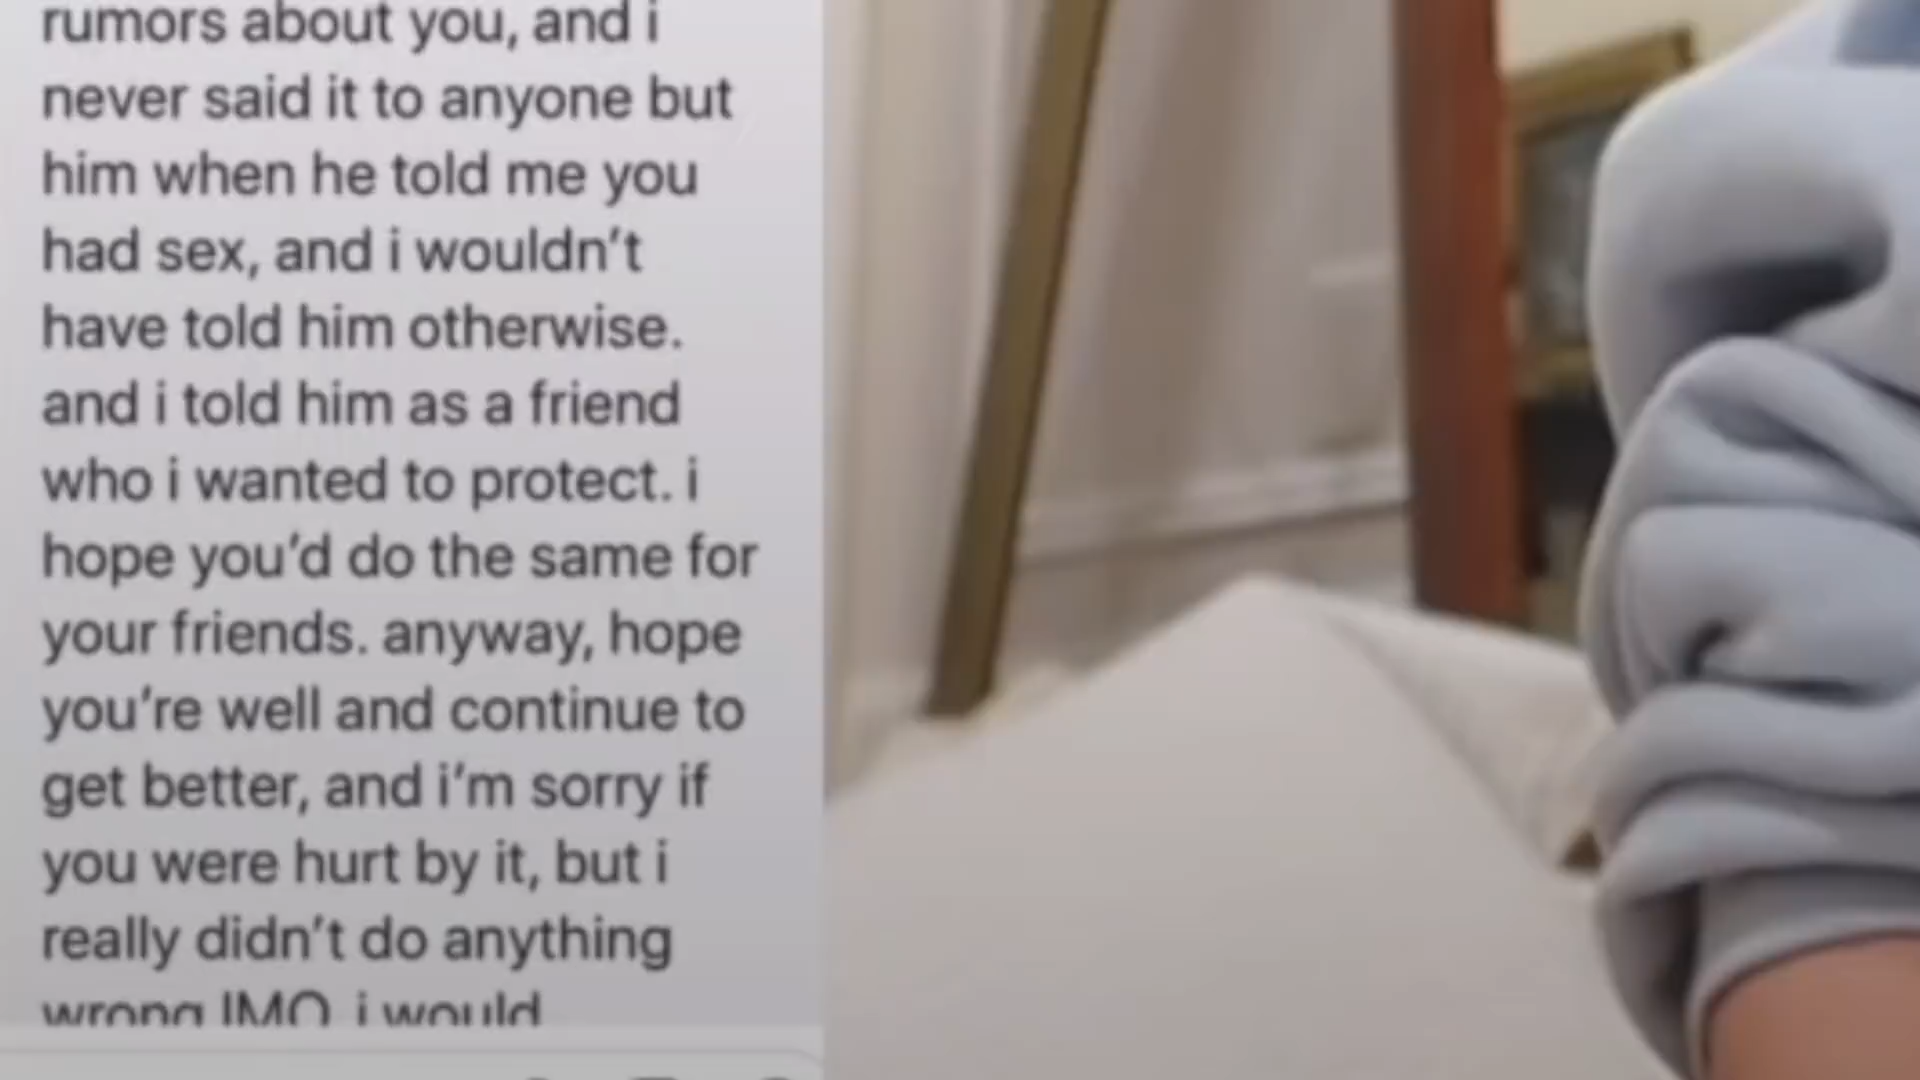 rumors about you, and i
never said it to anyone but
him when he told me you
had sex, and i wouldn't
have told him otherwise.
and i told him as a friend
who i wanted to protect. i
hope you'd do the same for
your friends. anyway, hope
you're well and continue to
get better, and i'm sorry if
you were hurt by it, but i
really didn't do anything
wrong IMO, i would